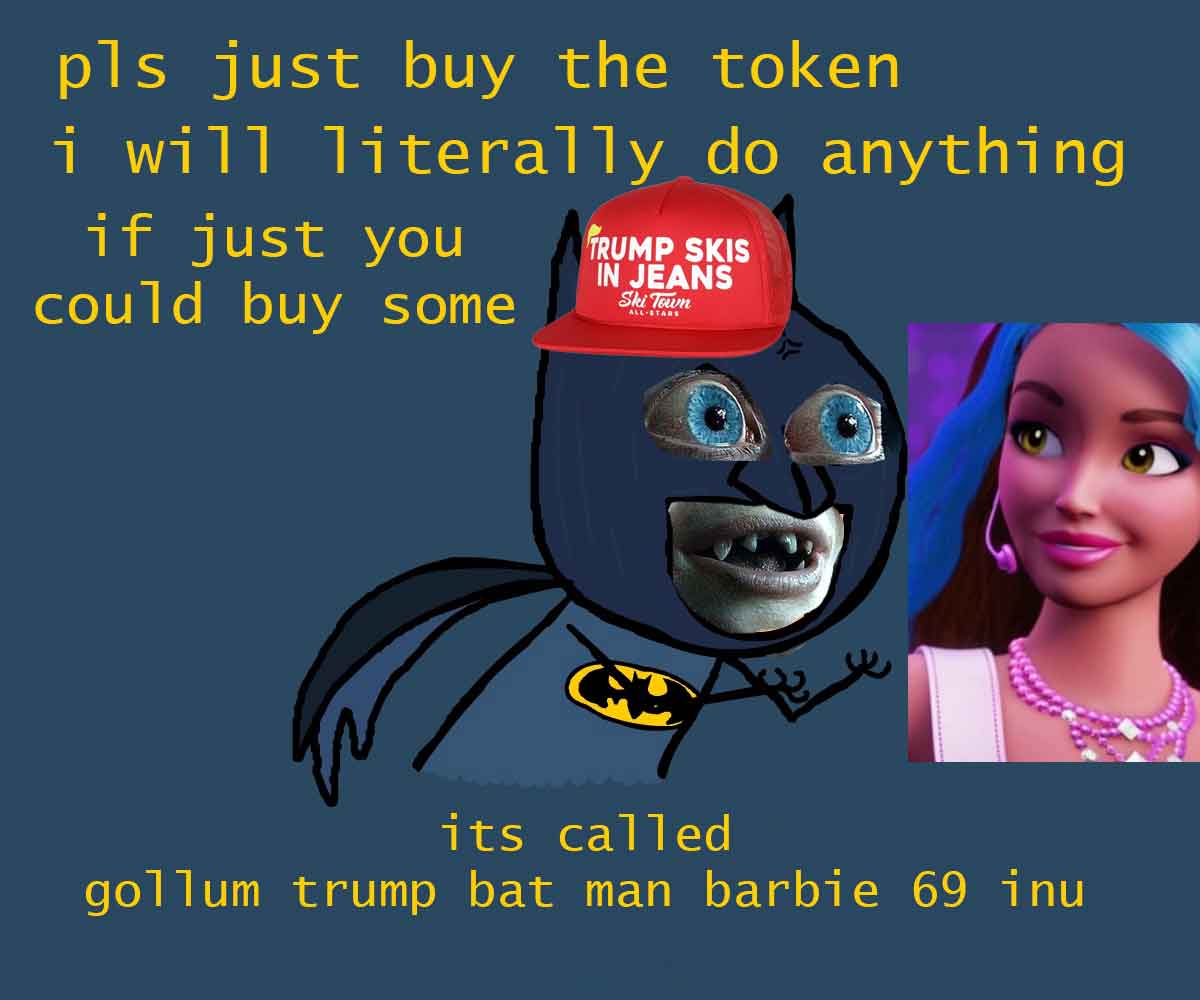 pls just buy the token
i will literally do anything
if just you
could buy some
TRUMP SKIS
IN JEANS
Ski Town
ALL-STARS
its called
gollum trump bat man barbie 69 inu